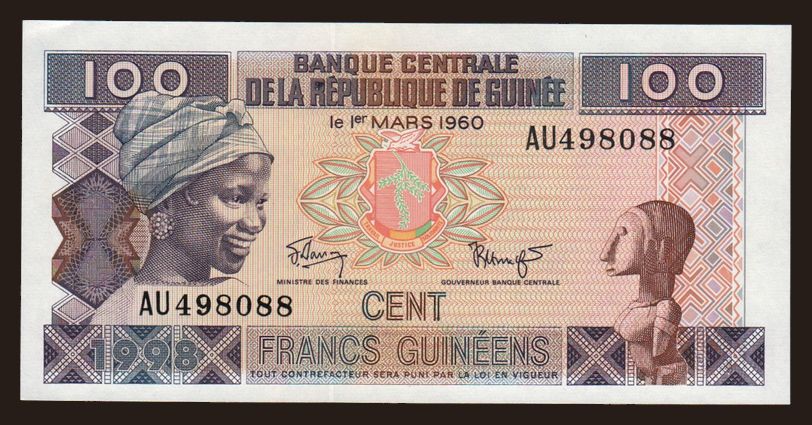 100
BANQUE CENTRALE
DE LA RÉPUBLIQUE DE GUINÉE
100
le 1er MARS 1960
AU498088
JUSTICE
MINISTRE DES FINANCES
GOUVERNEUR BANQUE CENTRALE
AU498088
CENT
1998
FRANCS GUINÉENS
TOUT CONTREFACTEUR SERA PUNI PAR LA LOI EN VIGUEUR